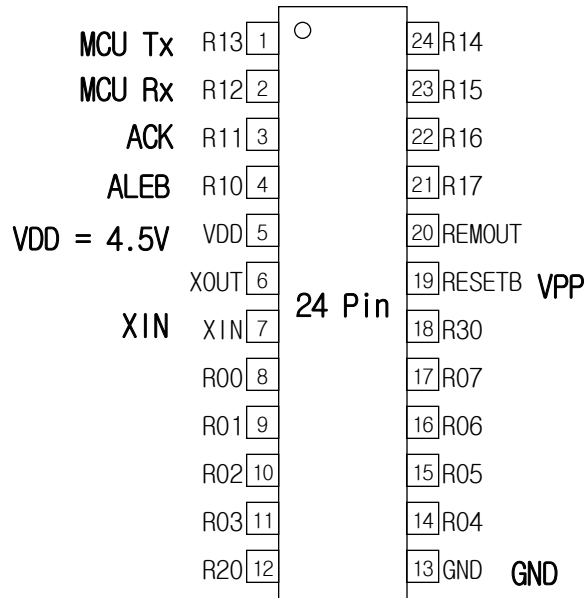 MCU Tx R13 1 24 R14
MCU Rx R12 2 23 R15
ACK R11 3 22 R16
ALEB R10 4 21 R17
VDD = 4.5V VDD 5 20 REMOUT
XOUT 6 19 RESETB VPP
24 Pin
XIN XIN 7 18 R30
R00 8 17 R07
R01 9 16 R06
R02 10 15 R05
R03 11 14 R04
R20 12 13 GND GND